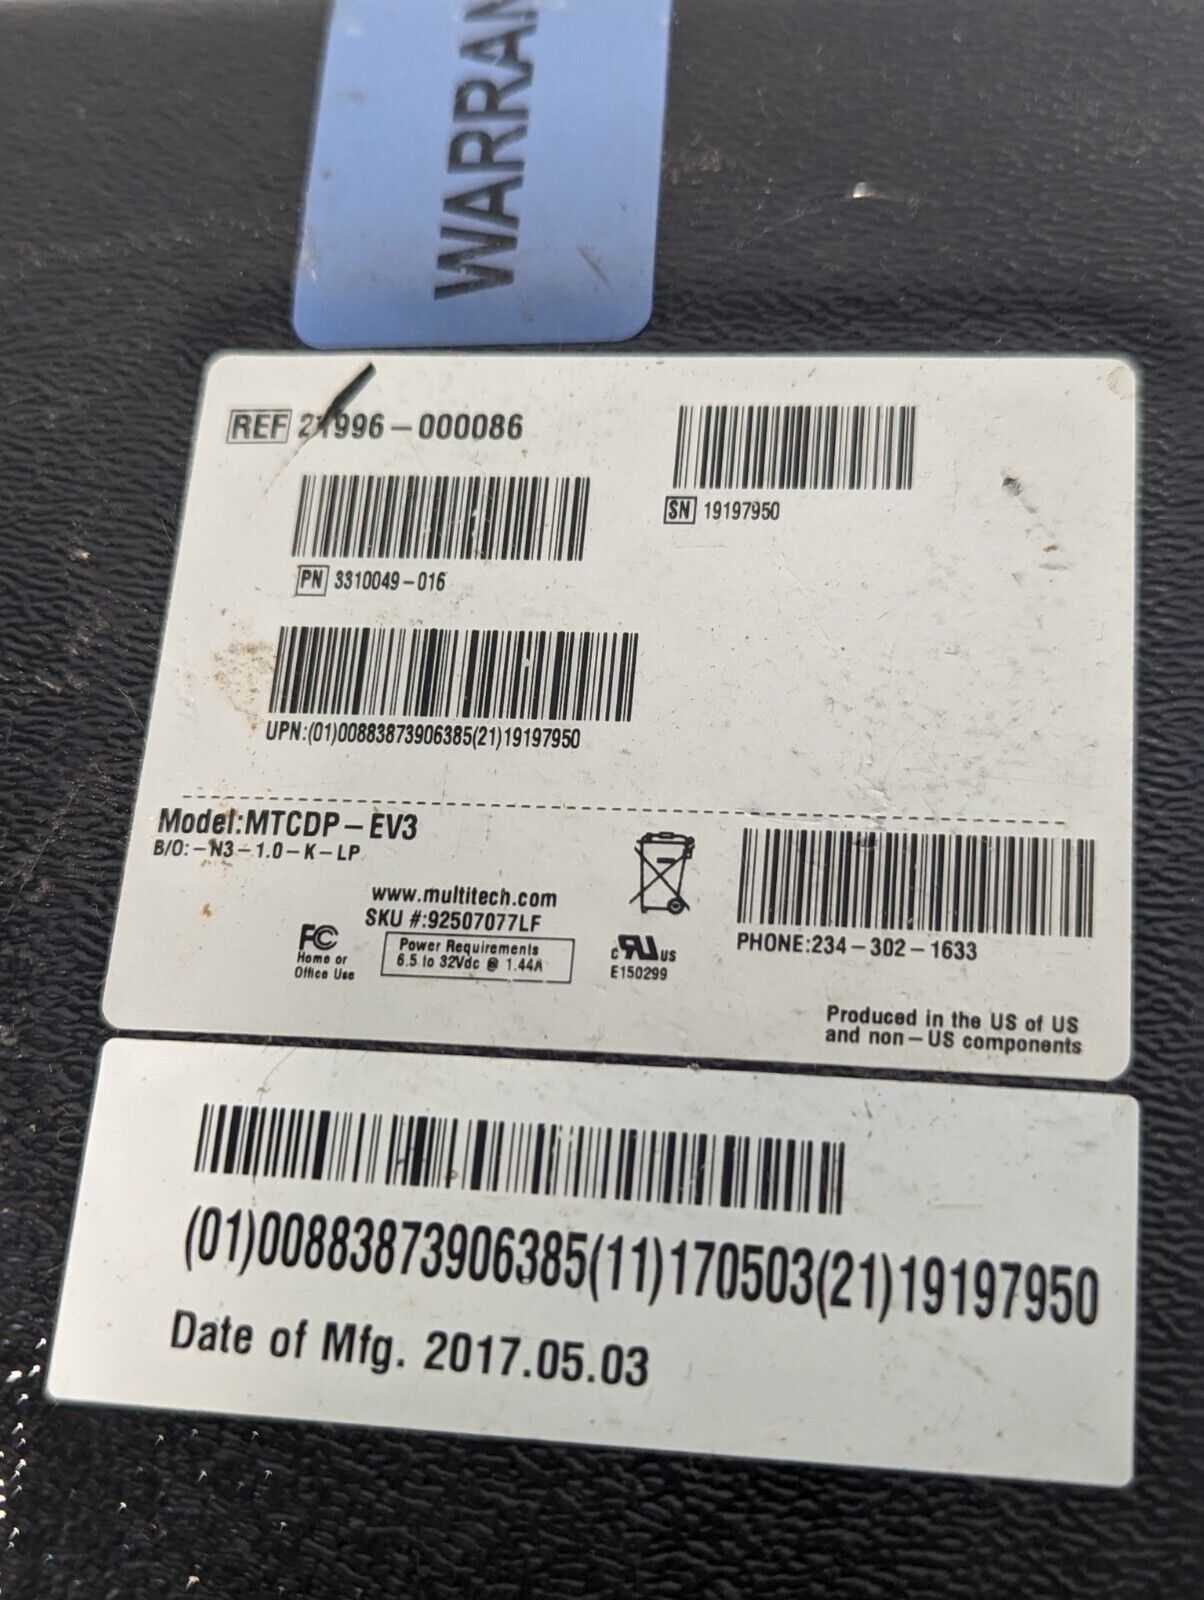 WARRAN
REF 21996-000086
SN 19197950
PN 3310049-016
UPN:(01)00883873906385(21)19197950
Model:MTCDP-EV3
B/O:-N3-1.0-K-LP
www.multitech.com
SKU #:92507077LF
FC
Home or
Office Use
Power Requirements
6.5 to 32Vdc @ 1.44A
c RU us
E150299
PHONE:234-302-1633
Produced in the US of US
and non-US components
(01)00883873906385(11)170503(21)19197950
Date of Mfg. 2017.05.03